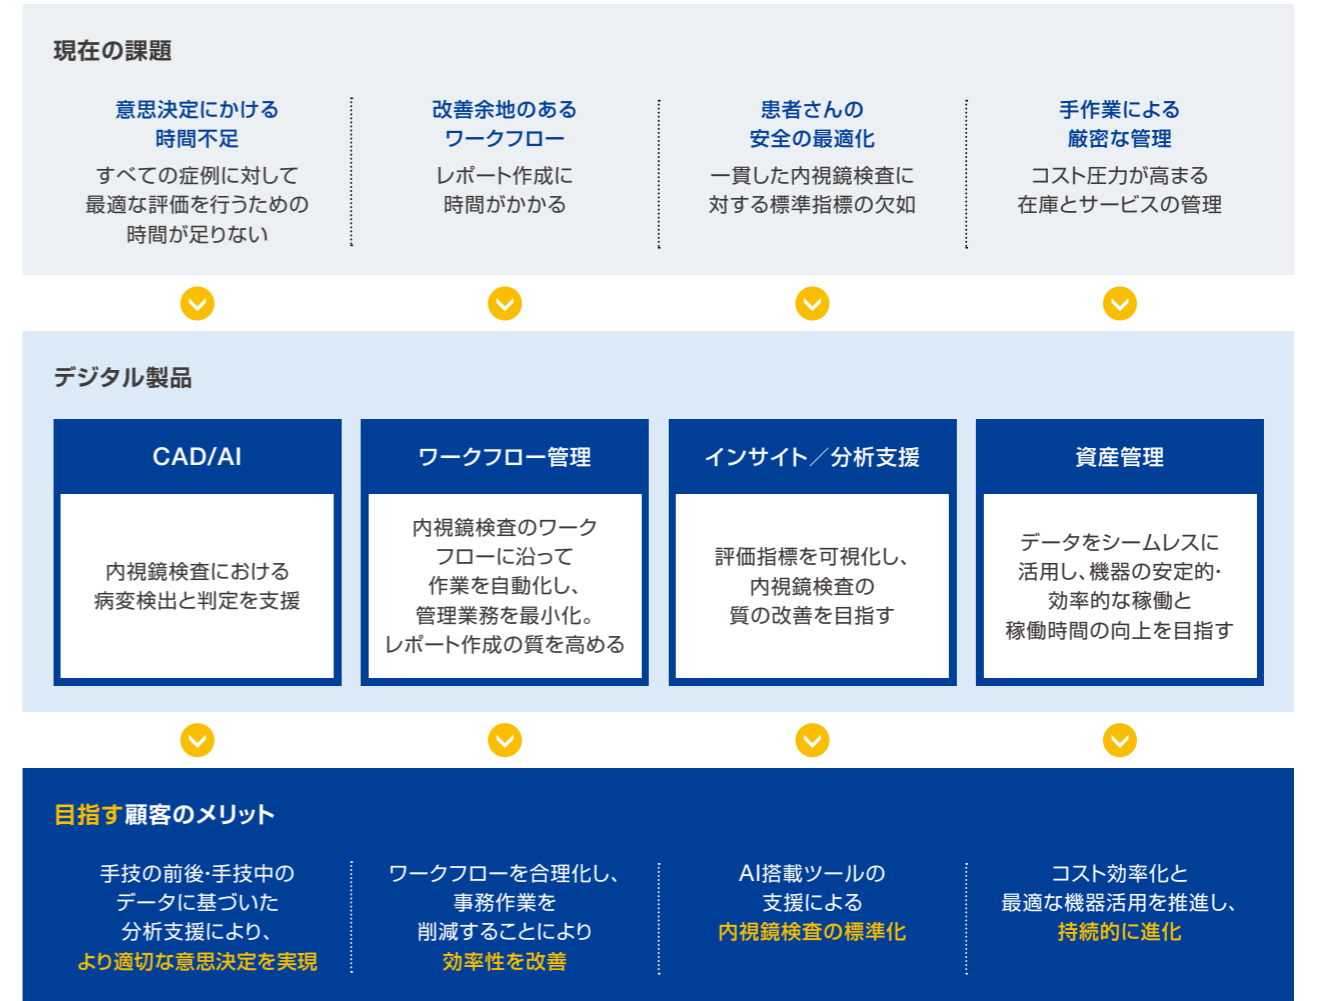 現在の課題
意思決定にかける
時間不足
すべての症例に対して
最適な評価を行うための
時間が足りない
改善余地のある
ワークフロー
レポート作成に
時間がかかる
患者さんの
安全の最適化
一貫した内視鏡検査に
対する標準指標の欠如
手作業による
厳密な管理
コスト圧力が高まる
在庫とサービスの管理
デジタル製品
CAD/AI
内視鏡検査における
病変検出と判定を支援
ワークフロー管理
内視鏡検査のワーク
フローに沿って
作業を自動化し、
管理業務を最小化。
レポート作成の質を高める
インサイト／分析支援
評価指標を可視化し、
内視鏡検査の
質の改善を目指す
資産管理
データをシームレスに
活用し、機器の安定的・
効率的な稼働と
稼働時間の向上を目指す
目指す顧客のメリット
手技の前後・手技中の
データに基づいた
分析支援により、
より適切な意思決定を実現
ワークフローを合理化し、
事務作業を
削減することにより
効率性を改善
AI搭載ツールの
支援による
内視鏡検査の標準化
コスト効率化と
最適な機器活用を推進し、
持続的に進化